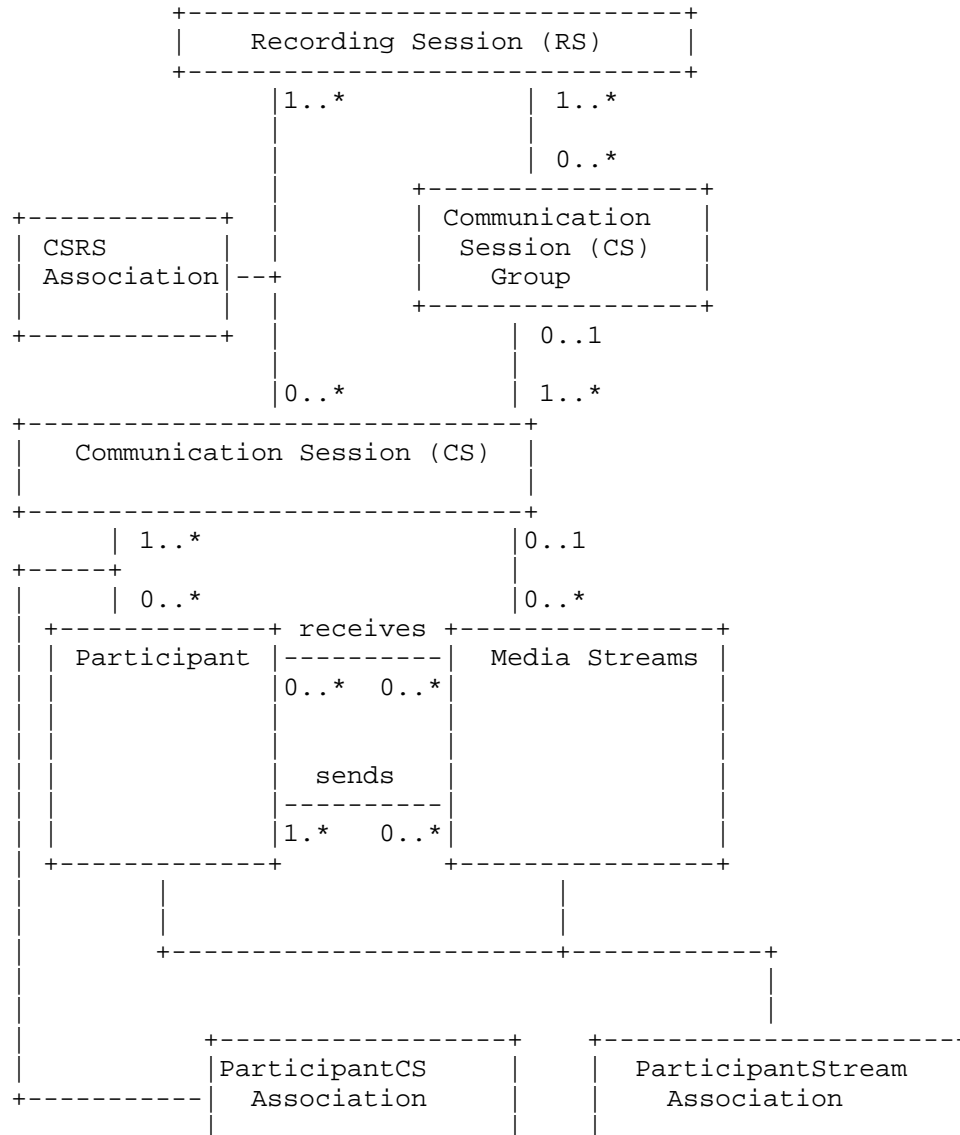 Recording Session (RS)
1..* 1..*
0..*
Communication
CSRS Session (CS)
Association Group
0..1
0..* 1..*
Communication Session (CS)
1..* 0..1
0..* 0..*
receives
Participant Media Streams
0..* 0..*
sends
1.* 0..*
ParticipantCS ParticipantStream
Association Association